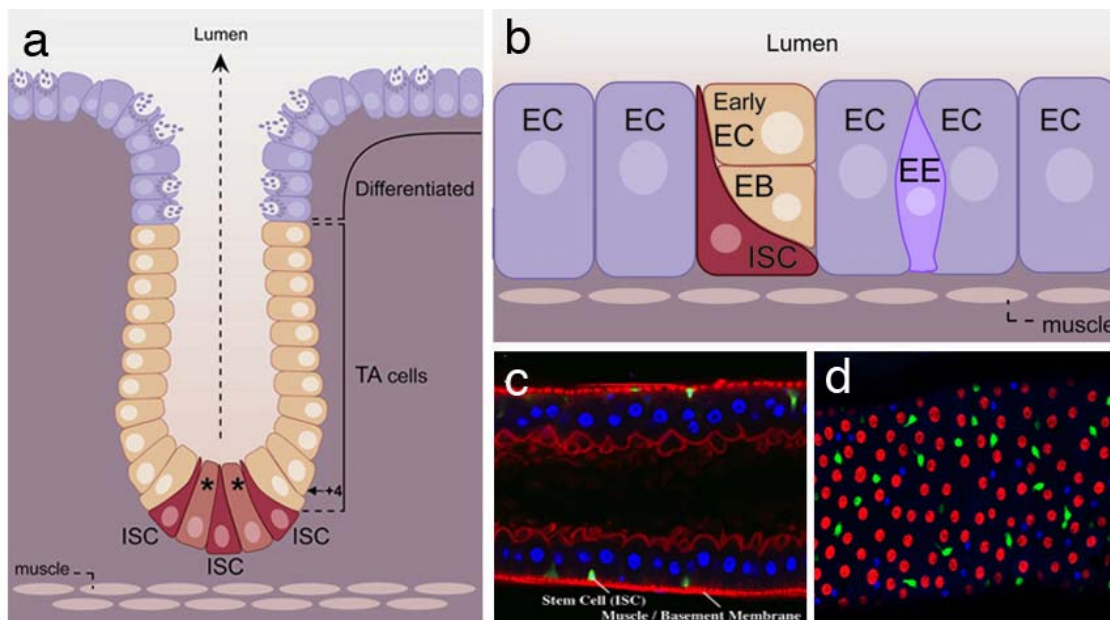 a
Lumen
Differentiated
TA cells
* *
+4
ISC ISC
ISC
muscle
b
Lumen
EC EC Early EC EC EC EC
EB EE
ISC
muscle
c
Stem Cell (ISC)
Muscle / Basement Membrane
d